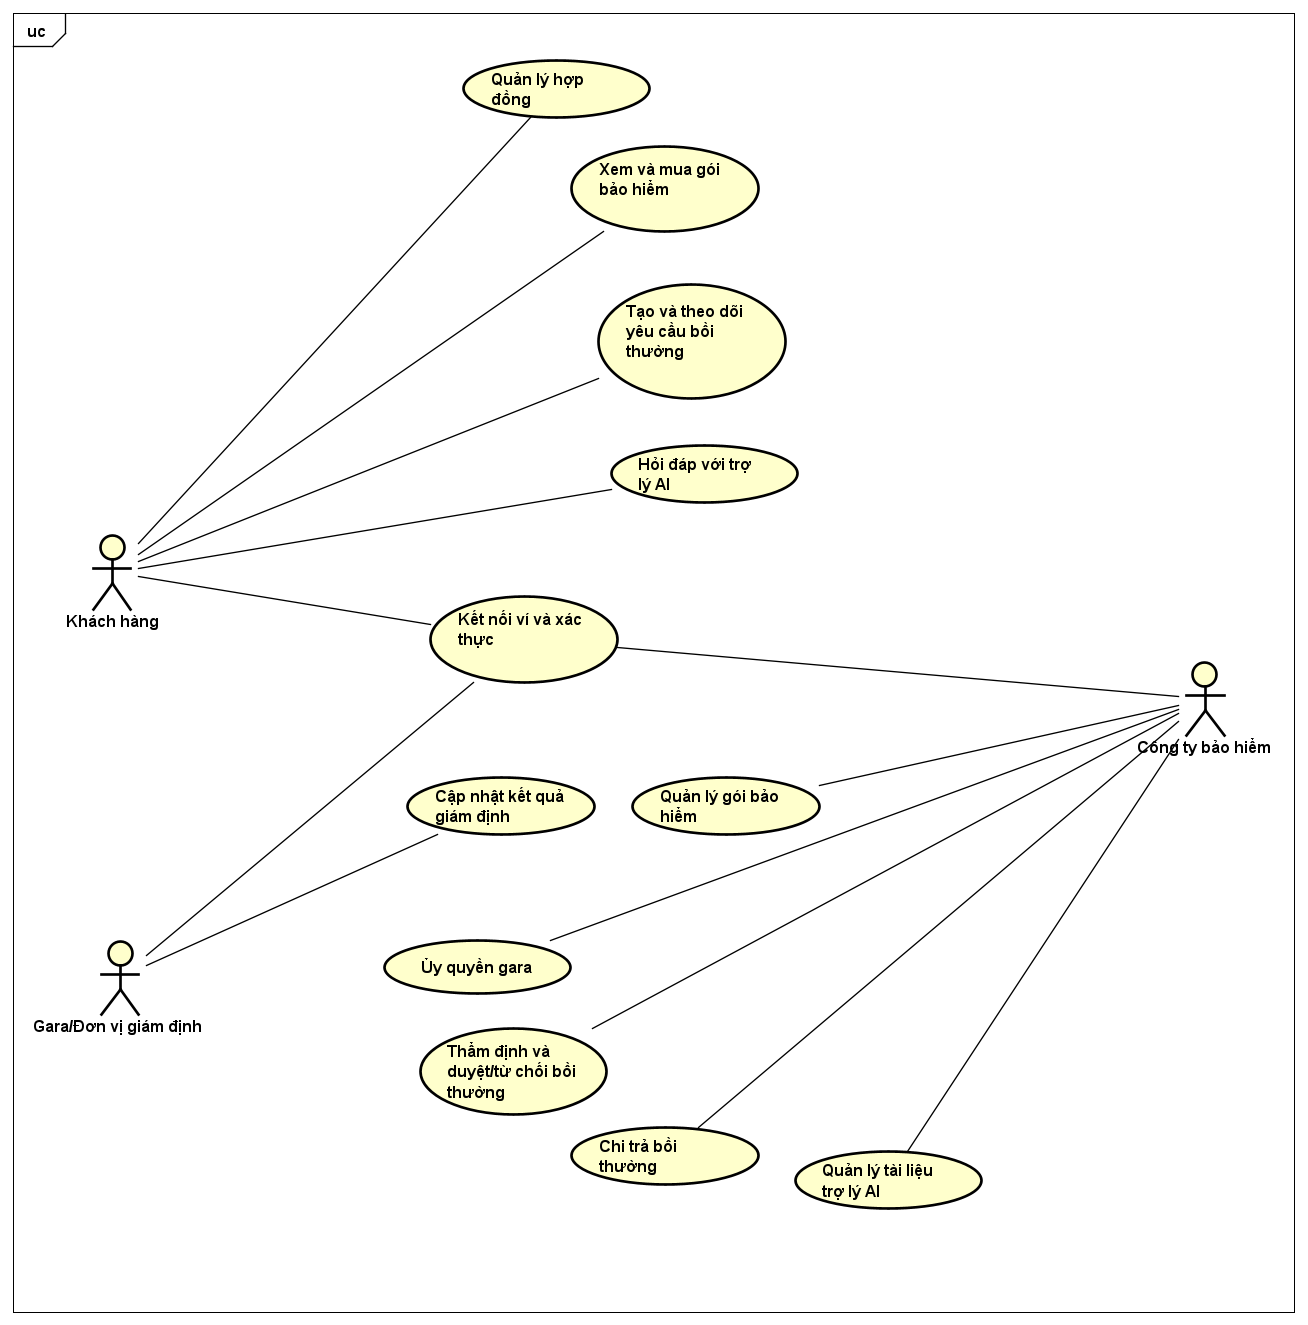 uc
Quản lý hợp
đồng
Xem và mua gói
bảo hiểm
Tạo và theo dõi
yêu cầu bồi
thường
Hỏi đáp với trợ
lý AI
Khách hàng
Kết nối ví và xác
thực
Công ty bảo hiểm
Cập nhật kết quả
giám định
Quản lý gói bảo
hiểm
Ủy quyền gara
Gara/Đơn vị giám định
Thẩm định và
duyệt/từ chối bồi
thường
Chi trả bồi
thường
Quản lý tài liệu
trợ lý AI